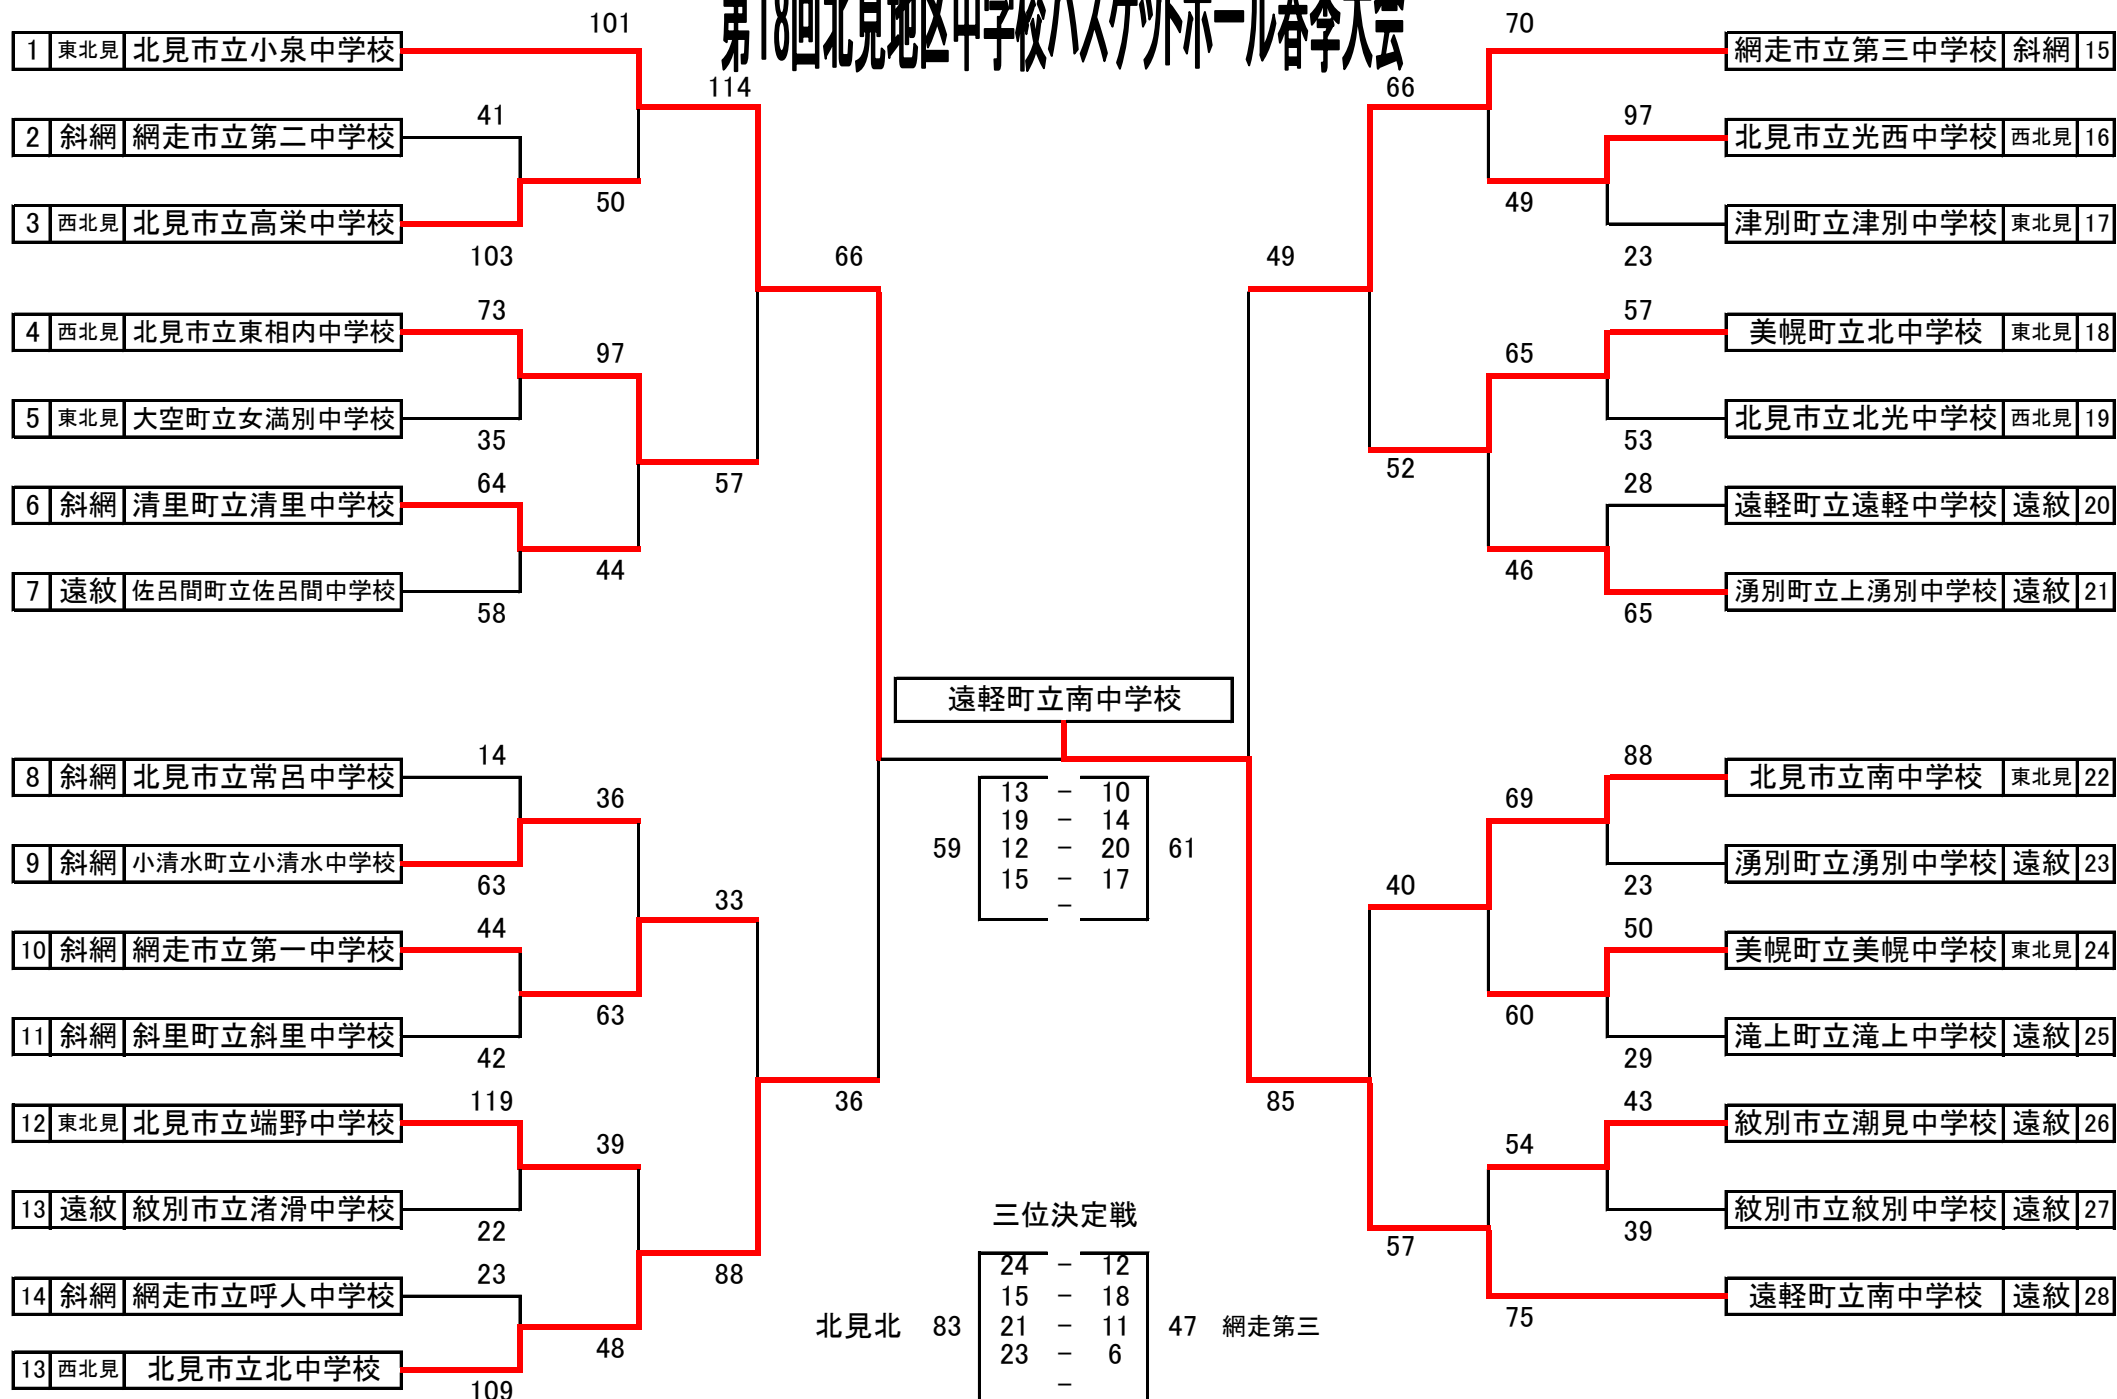 第18回北見地区中学校バスケットボール春季大会
1 東北見 北見市立小泉中学校
101
114
41
2 斜網 網走市立第二中学校
50
3 西北見 北見市立高栄中学校
103
66
73
4 西北見 北見市立東相内中学校
97
5 東北見 大空町立女満別中学校
35
57
64
6 斜網 清里町立清里中学校
44
7 遠紋 佐呂間町立佐呂間中学校
58
14
8 斜網 北見市立常呂中学校
36
9 斜網 小清水町立小清水中学校
63
33
44
10 斜網 網走市立第一中学校
63
11 斜網 斜里町立斜里中学校
42
36
119
12 東北見 北見市立端野中学校
39
13 遠紋 紋別市立渚滑中学校
22
88
23
14 斜網 網走市立呼人中学校
48
13 西北見 北見市立北中学校
109
遠軽町立南中学校
13 - 10
19 - 14
59 12 - 20 61
15 - 17
-
三位決定戦
24 - 12
15 - 18
北見北 83 21 - 11 47 網走第三
23 - 6
-
70
網走市立第三中学校 斜網 15
66
97
北見市立光西中学校 西北見 16
49
津別町立津別中学校 東北見 17
23
49
57
美幌町立北中学校 東北見 18
65
北見市立北光中学校 西北見 19
53
52
28
遠軽町立遠軽中学校 遠紋 20
46
湧別町立上湧別中学校 遠紋 21
65
88
北見市立南中学校 東北見 22
69
湧別町立湧別中学校 遠紋 23
23
40
50
美幌町立美幌中学校 東北見 24
60
滝上町立滝上中学校 遠紋 25
29
85
43
紋別市立潮見中学校 遠紋 26
54
紋別市立紋別中学校 遠紋 27
39
57
遠軽町立南中学校 遠紋 28
75